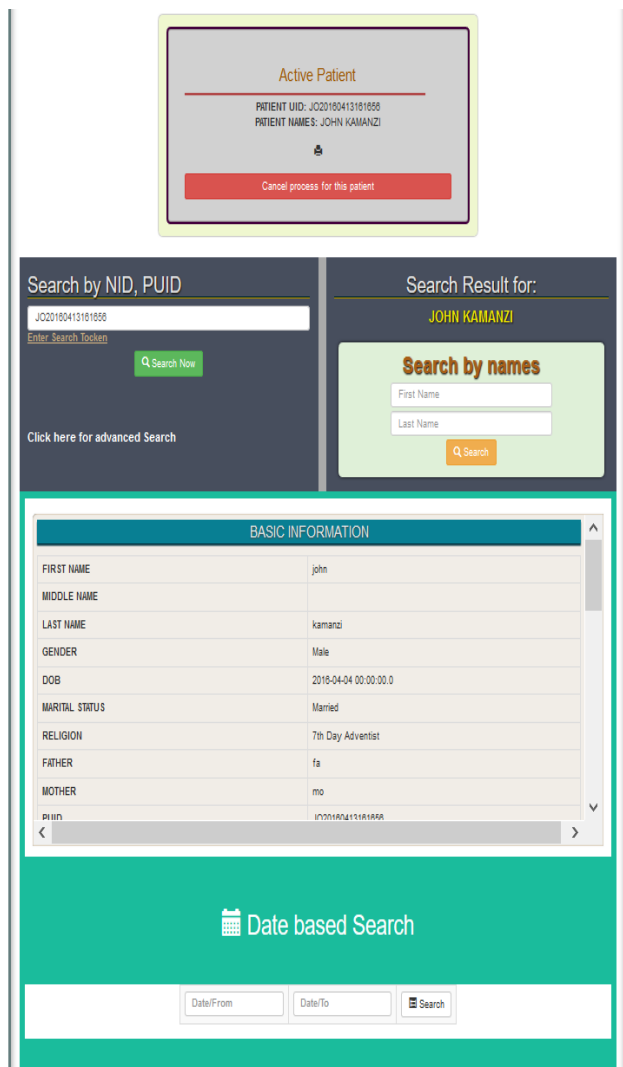 Active Patient
PATIENT UID: JO20160413161656
PATIENT NAMES: JOHN KAMANZI
Cancel process for this patient
Search by NID, PUID
JO20160413161656
Enter Search Tocken
Search Now
Click here for advanced Search
Search Result for:
JOHN KAMANZI
Search by names
First Name
Last Name
Search
BASIC INFORMATION
FIRST NAME john
MIDDLE NAME
LAST NAME kamanzi
GENDER Male
DOB 2016-04-04 00:00:00.0
MARITAL STATUS Married
RELIGION 7th Day Adventist
FATHER fa
MOTHER mo
PUID JO20160413161656
Date based Search
Date/From Date/To Search